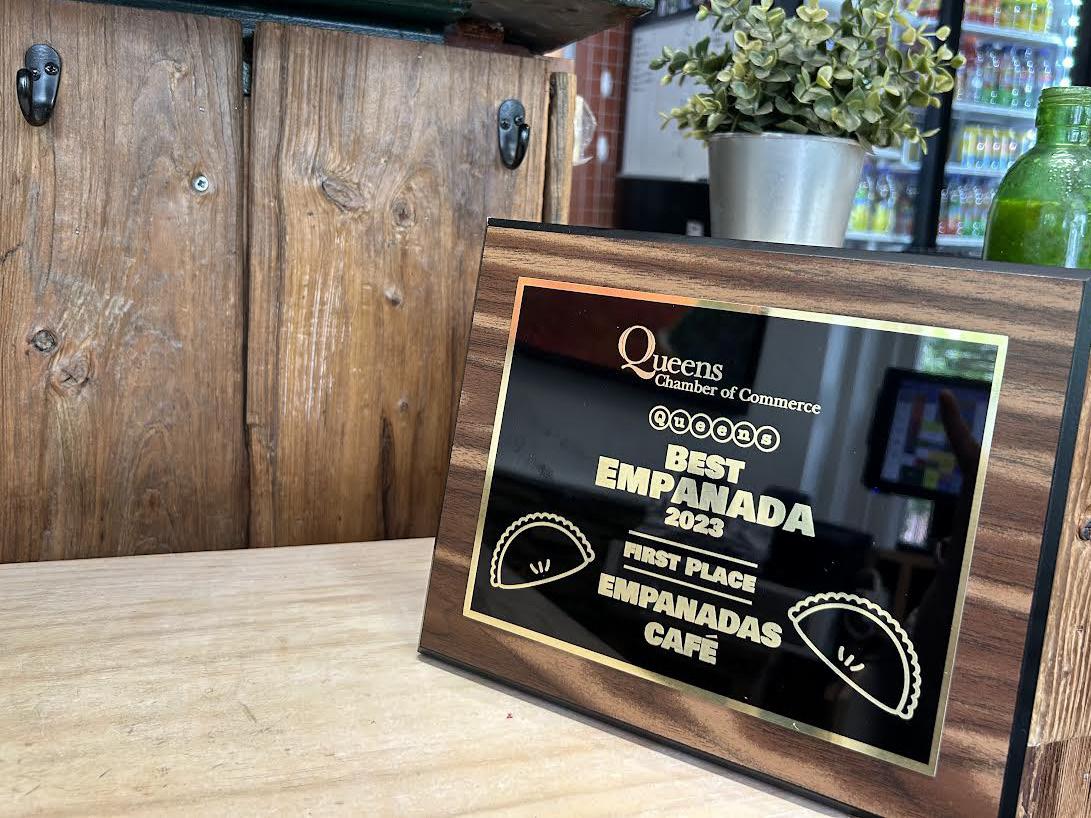 Queens
Chamber of Commerce
Queens
BEST
EMPANADA
2023
FIRST PLACE
EMPANADAS
CAFÉ